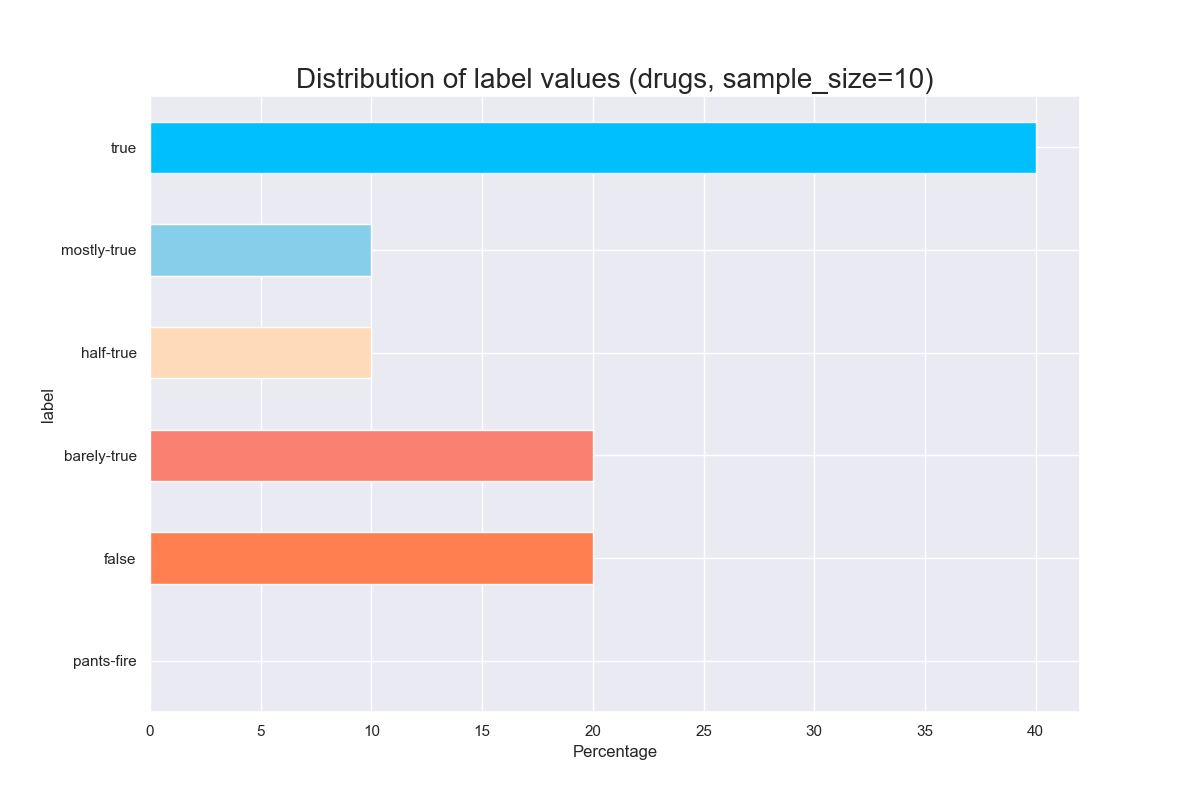 Distribution of label values (drugs, sample_size=10)
true
mostly-true
half-true
barely-true
false
pants-fire
label
0 5 10 15 20 25 30 35 40
Percentage